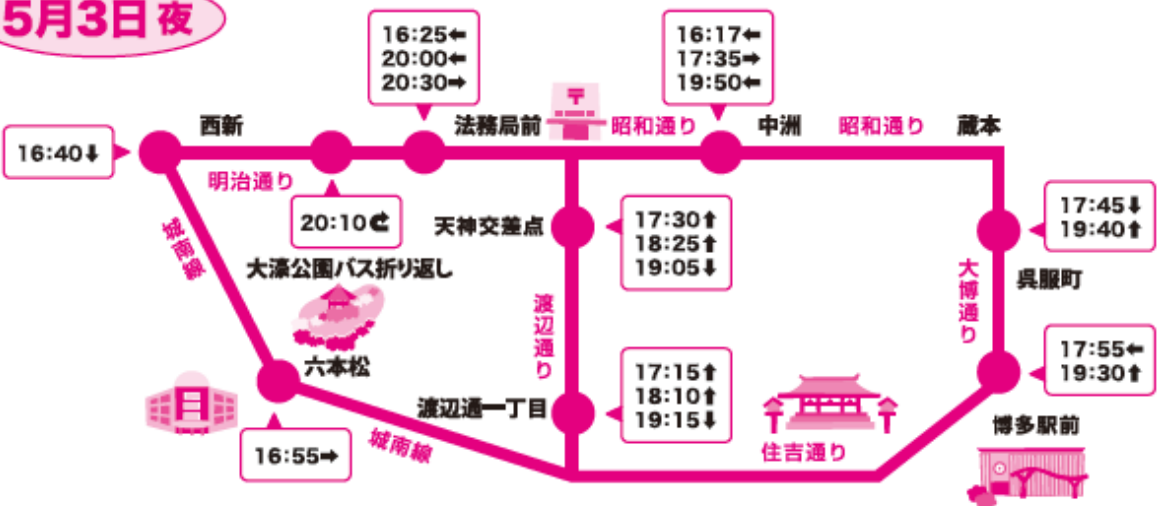 5月3日 夜
16:25←
20:00←
20:30→
16:17←
17:35→
19:50←
西新
法務局前
〒
昭和通り
中洲
昭和通り
蔵本
16:40↓
明治通り
20:10↪
大濠公園バス折り返し
城南線
天神交差点
17:30↑
18:25↑
19:05↓
17:45↓
19:40↑
呉服町
大博通り
渡辺通り
六本松
渡辺通一丁目
17:15↑
18:10↑
19:15↓
17:55←
19:30↑
博多駅前
住吉通り
城南線
16:55→